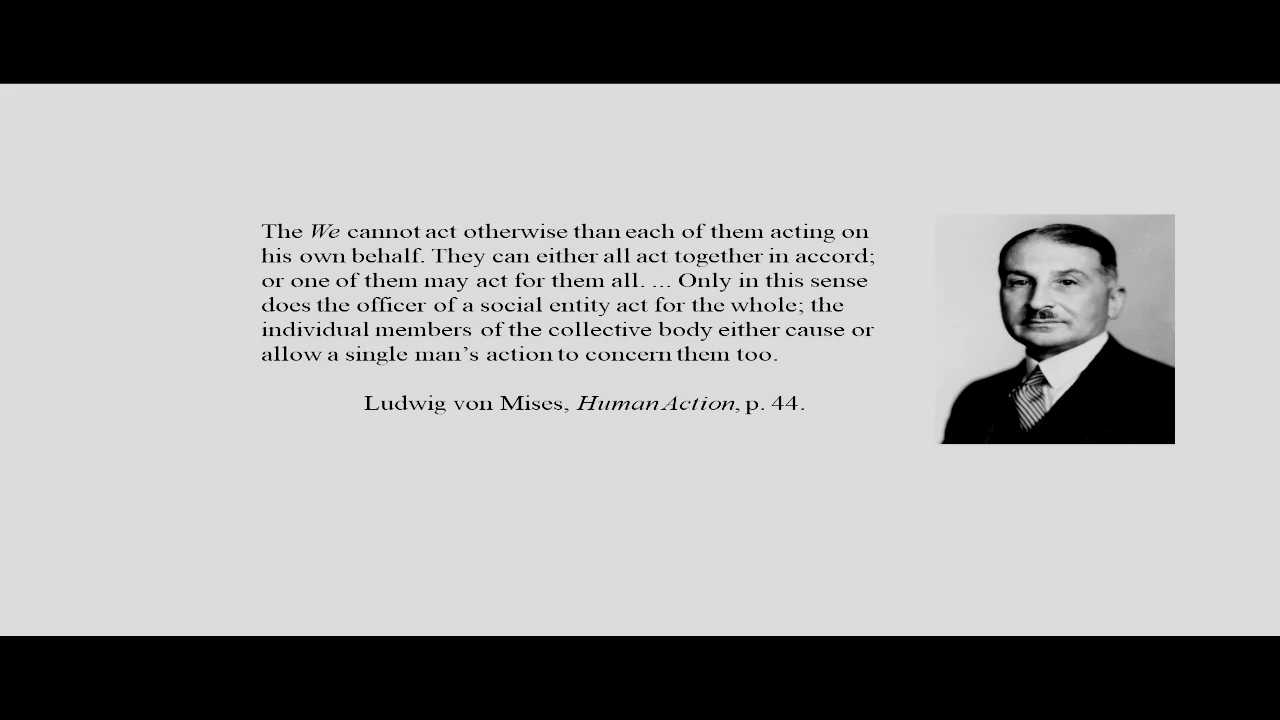 The We cannot act otherwise than each of them acting on
his own behalf. They can either all act together in accord;
or one of them may act for them all. ... Only in this sense
does the officer of a social entity act for the whole; the
individual members of the collective body either cause or
allow a single man’s action to concern them too.
Ludwig von Mises, Human Action, p. 44.